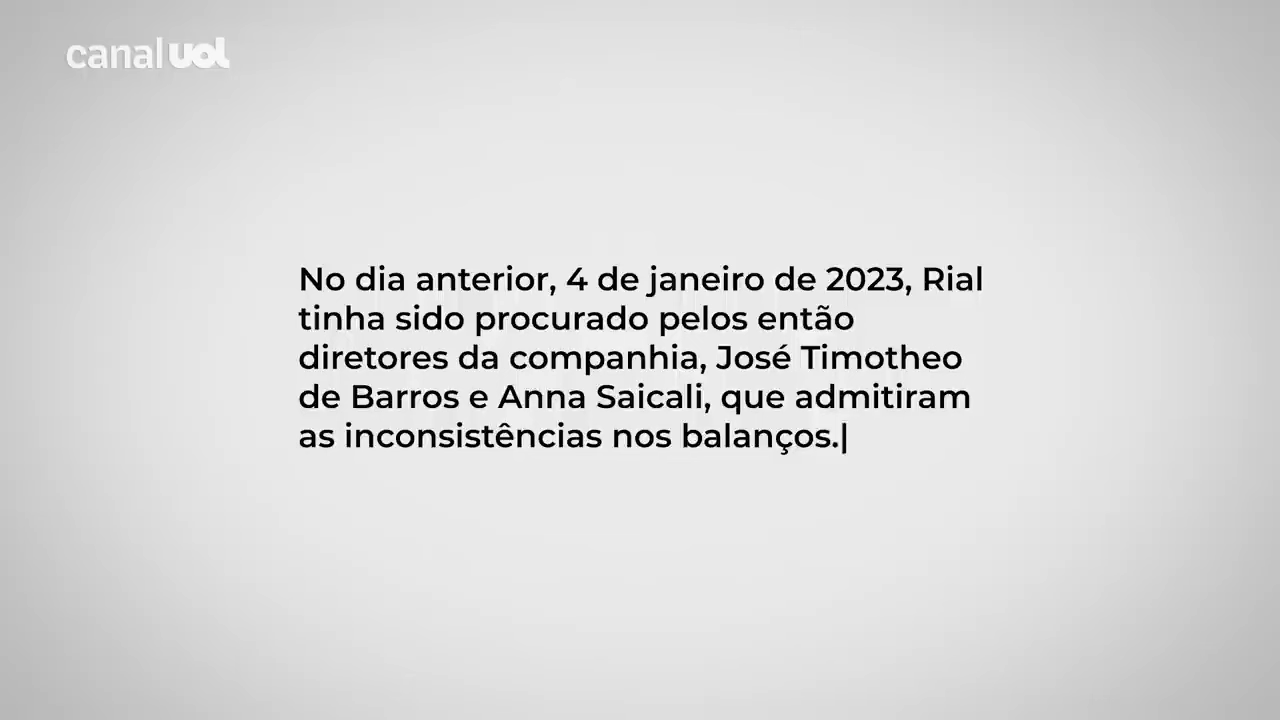 canal uol
No dia anterior, 4 de janeiro de 2023, Rial
tinha sido procurado pelos então
diretores da companhia, José Timotheo
de Barros e Anna Saicali, que admitiram
as inconsistências nos balanços.|